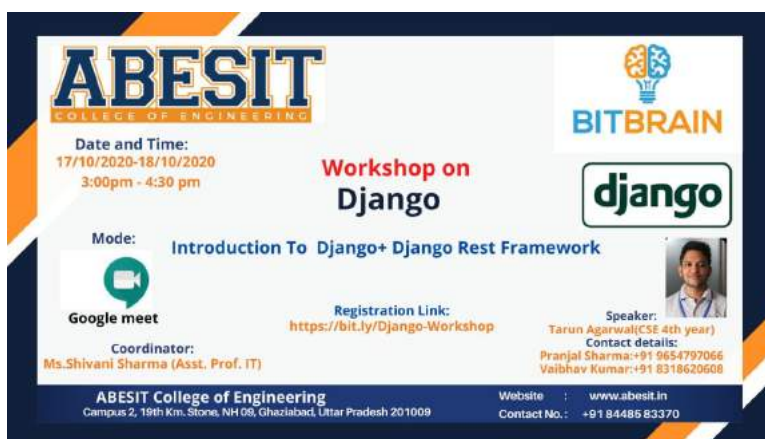 ABESIT
COLLEGE OF ENGINEERING
BITBRAIN
Date and Time:
17/10/2020-18/10/2020
3:00pm - 4:30 pm
Workshop on
Django
django
Mode:
Google meet
Introduction To Django+ Django Rest Framework
Registration Link:
https://bit.ly/Django-Workshop
Coordinator:
Ms.Shivani Sharma (Asst. Prof. IT)
Speaker:
Tarun Agarwal(CSE 4th year)
Contact details:
Pranjal Sharma:+91 9654797066
Vaibhav Kumar:+91 8318620608
ABESIT College of Engineering
Campus 2, 19th Km. Stone, NH 09, Ghaziabad, Uttar Pradesh 201009
Website : www.abesit.in
Contact No. : +91 84485 83370